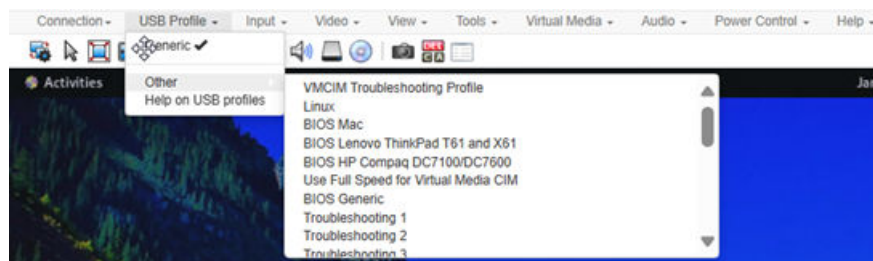 Connection USB Profile Input Video View Tools Virtual Media Audio Power Control Help
Generic
Activities
Other
Help on USB profiles
VMCIM Troubleshooting Profile
Linux
BIOS Mac
BIOS Lenovo ThinkPad T61 and X61
BIOS HP Compaq DC7100/DC7600
Use Full Speed for Virtual Media CIM
BIOS Generic
Troubleshooting 1
Troubleshooting 2
Troubleshooting 3